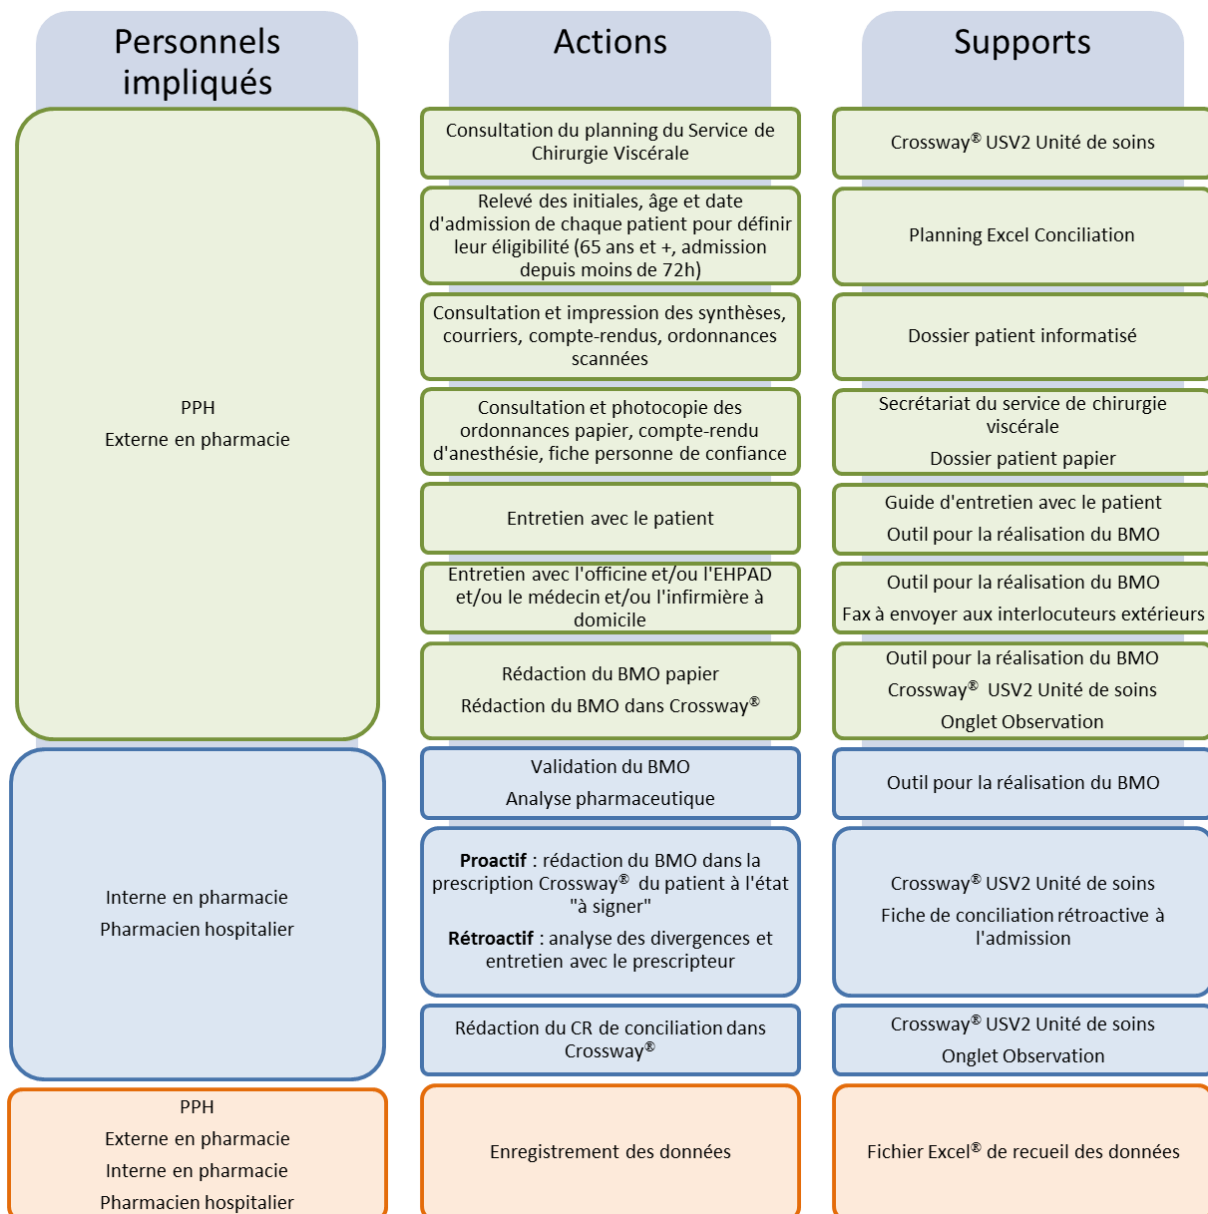 Personnels
impliqués
Actions
Supports
PPH
Externe en pharmacie
Consultation du planning du Service de
Chirurgie Viscérale
Crossway® USV2 Unité de soins
Relevé des initiales, âge et date
d'admission de chaque patient pour définir
leur éligibilité (65 ans et +, admission
depuis moins de 72h)
Planning Excel Conciliation
Consultation et impression des synthèses,
courriers, compte-rendus, ordonnances
scannées
Dossier patient informatisé
Consultation et photocopie des
ordonnances papier, compte-rendu
d'anesthésie, fiche personne de confiance
Secrétariat du service de chirurgie
viscérale
Dossier patient papier
Entretien avec le patient
Guide d'entretien avec le patient
Outil pour la réalisation du BMO
Entretien avec l'officine et/ou l'EHPAD
et/ou le médecin et/ou l'infirmière à
domicile
Outil pour la réalisation du BMO
Fax à envoyer aux interlocuteurs extérieurs
Rédaction du BMO papier
Rédaction du BMO dans Crossway®
Outil pour la réalisation du BMO
Crossway® USV2 Unité de soins
Onglet Observation
Interne en pharmacie
Pharmacien hospitalier
Validation du BMO
Analyse pharmaceutique
Outil pour la réalisation du BMO
Proactif : rédaction du BMO dans la
prescription Crossway® du patient à l'état
"à signer"
Rétroactif : analyse des divergences et
entretien avec le prescripteur
Crossway® USV2 Unité de soins
Fiche de conciliation rétroactive à
l'admission
Rédaction du CR de conciliation dans
Crossway®
Crossway® USV2 Unité de soins
Onglet Observation
PPH
Externe en pharmacie
Interne en pharmacie
Pharmacien hospitalier
Enregistrement des données
Fichier Excel® de recueil des données